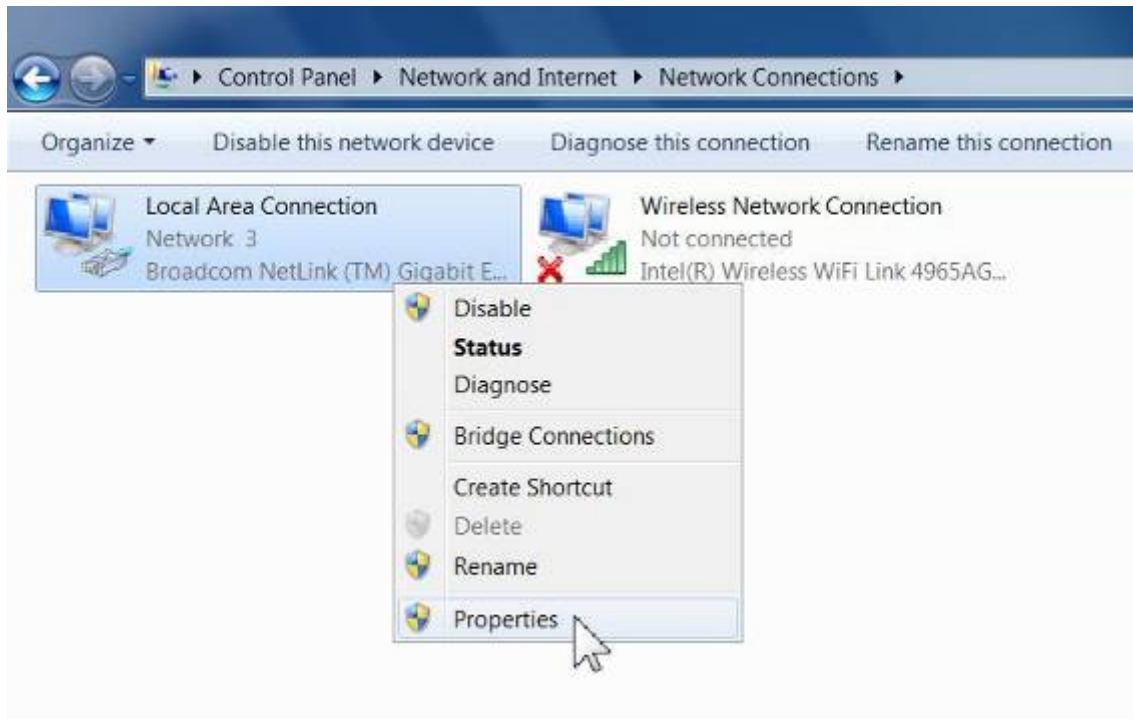 Control Panel ▸ Network and Internet ▸ Network Connections ▸
Organize ▾ Disable this network device Diagnose this connection Rename this connection
Local Area Connection
Network 3
Broadcom NetLink (TM) Gigabit E...
Wireless Network Connection
Not connected
Intel(R) Wireless WiFi Link 4965AG...
Disable
Status
Diagnose
Bridge Connections
Create Shortcut
Delete
Rename
Properties